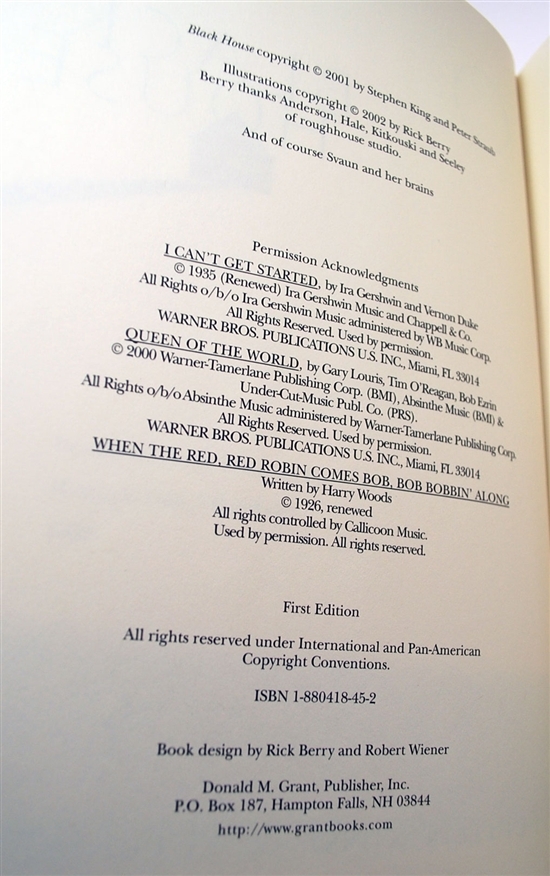 Black House copyright © 2001 by Stephen King and Peter Straub
Illustrations copyright © 2002 by Rick Berry
Berry thanks Anderson, Hale, Kitkouski and Seeley
of roughhouse studio.
And of course Svaun and her brains
Permission Acknowledgments
I CAN'T GET STARTED, by Ira Gershwin and Vernon Duke
© 1935 (Renewed) Ira Gershwin Music and Chappell & Co.
All Rights o/b/o Ira Gershwin Music administered by WB Music Corp.
All Rights Reserved. Used by permission.
WARNER BROS. PUBLICATIONS U.S. INC., Miami, FL 33014
QUEEN OF THE WORLD, by Gary Louris, Tim O'Reagan, Bob Ezrin
© 2000 Warner-Tamerlane Publishing Corp. (BMI), Absinthe Music (BMI) &
Under-Cut-Music Publ. Co. (PRS).
All Rights o/b/o Absinthe Music administered by Warner-Tamerlane Publishing Corp.
All Rights Reserved. Used by permission.
WARNER BROS. PUBLICATIONS U.S. INC., Miami, FL 33014
WHEN THE RED, RED ROBIN COMES BOB, BOB BOBBIN' ALONG
Written by Harry Woods
© 1926, renewed
All rights controlled by Callicoon Music.
Used by permission. All rights reserved.
First Edition
All rights reserved under International and Pan-American
Copyright Conventions.
ISBN 1-880418-45-2
Book design by Rick Berry and Robert Wiener
Donald M. Grant, Publisher, Inc.
P.O. Box 187, Hampton Falls, NH 03844
http://www.grantbooks.com